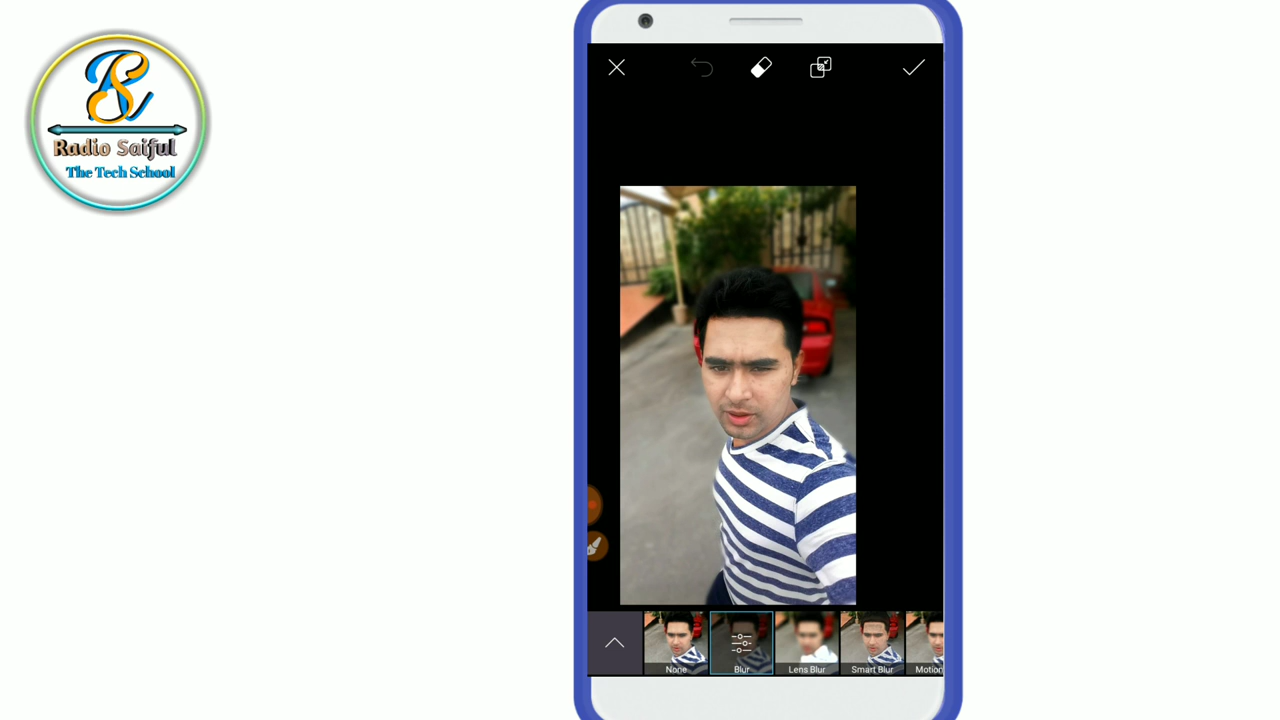 Radio Saiful
The Tech School
None
Blur
Lens Blur
Smart Blur
Motion